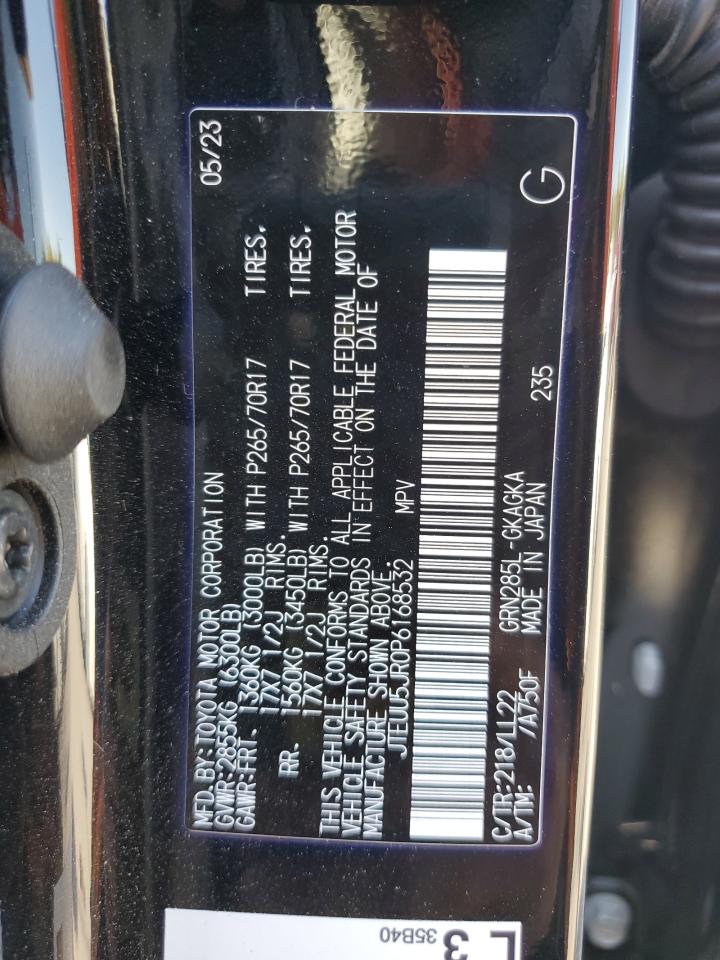 MFD.BY:TOYOTA MOTOR CORPORATION 05/23
GVWR:2855KG (6300LB)
GAWR:FRT. 1360KG (3000LB) WITH P265/70R17 TIRES,
17X7 1/2J RIMS.
RR. 1560KG (3450LB) WITH P265/70R17 TIRES,
17X7 1/2J RIMS.
THIS VEHICLE CONFORMS TO ALL APPLICABLE FEDERAL MOTOR
VEHICLE SAFETY STANDARDS IN EFFECT ON THE DATE OF
MANUFACTURE SHOWN ABOVE.
JTEUU5JR0P6168532 MPV
C/TR:218/LL22 GRN285L-GKAGKA
A/TM: /A750F MADE IN JAPAN 235 G
L
3
35B40